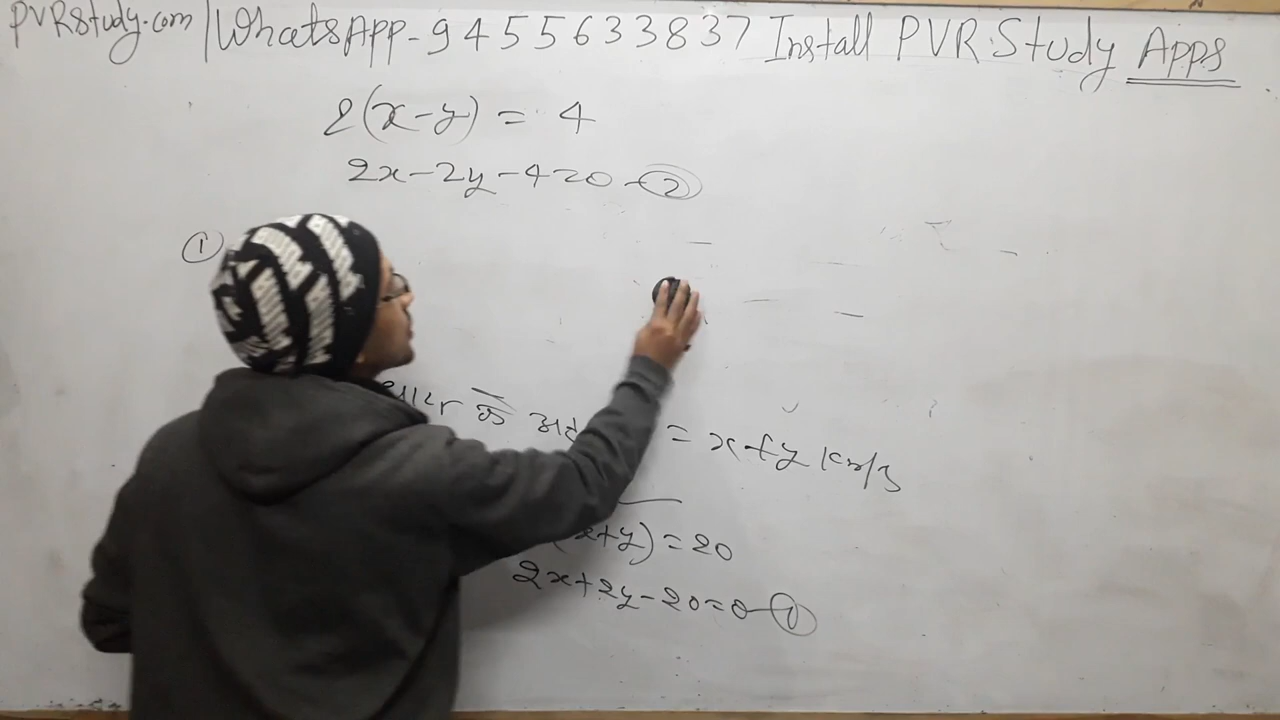 PVRStudy.com | WhatsAPP-9455633837 Install PVR Study Apps
2(x-y) = 4
2x-2y-4=0 -②
①
के = x+y km/
(x+y)=20
2x+2y-20=0-①